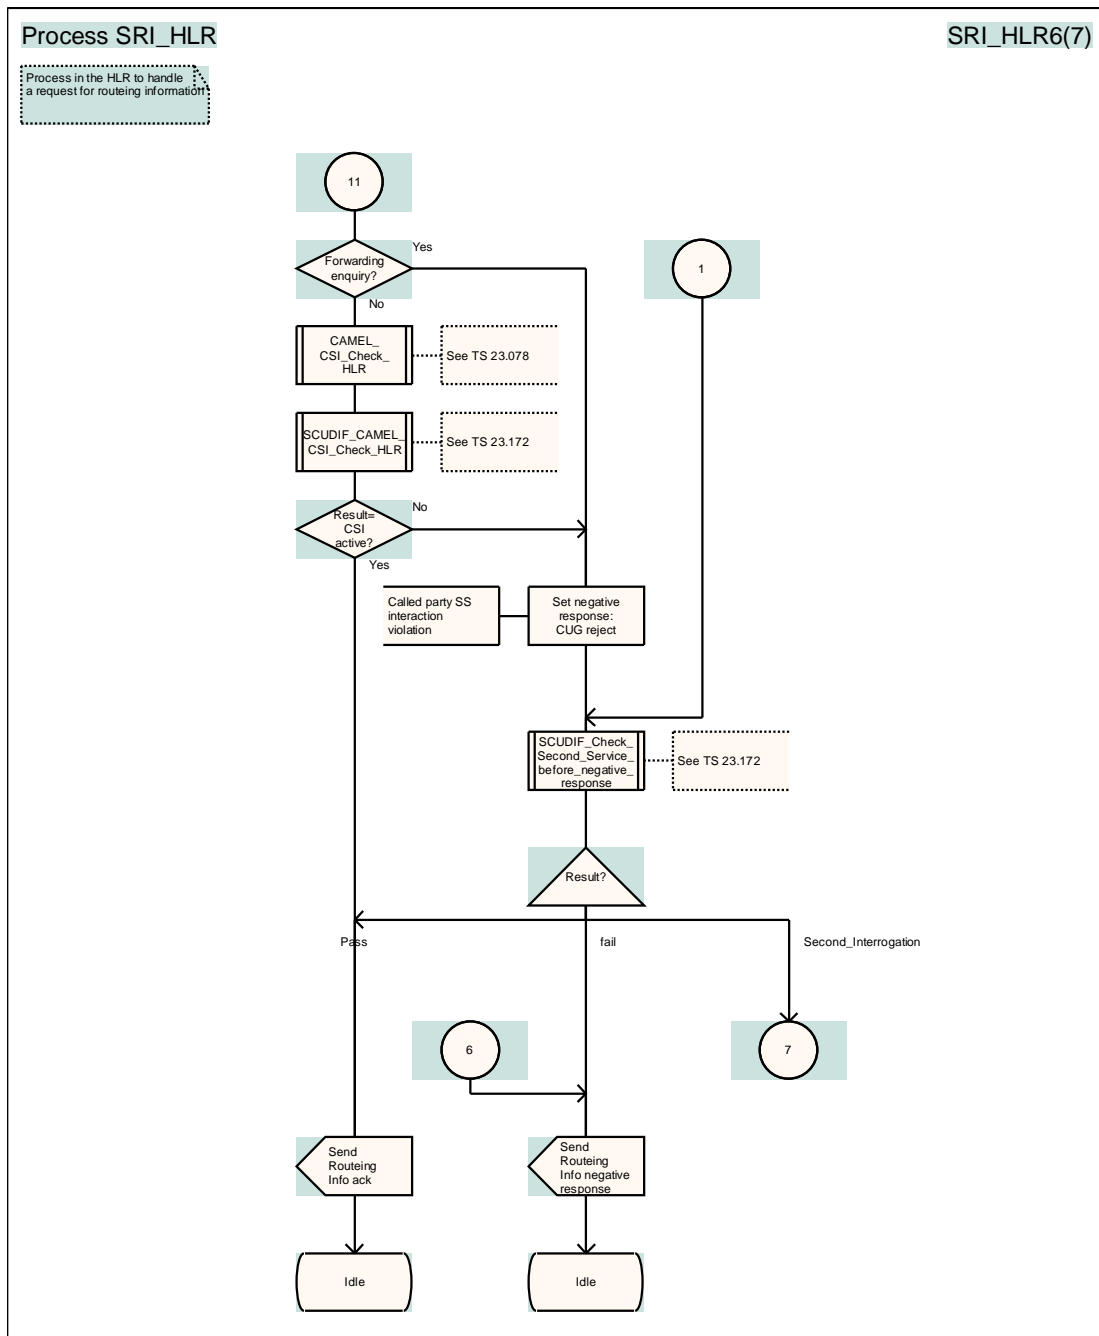 Process SRI_HLR
SRI_HLR6(7)
Process in the HLR to handle
a request for routeing information
11
Forwarding
enquiry?
Yes
No
1
CAMEL_
CSI_Check_
HLR
See TS 23.078
SCUDIF_CAMEL_
CSI_Check_HLR
See TS 23.172
Result=
CSI
active?
No
Yes
Called party SS
interaction
violation
Set negative
response:
CUG reject
SCUDIF_Check_
Second_Service_
before_negative_
response
See TS 23.172
Result?
Pass
fail
Second_Interrogation
6
7
Send
Routeing
Info ack
Send
Routeing
Info negative
response
Idle
Idle